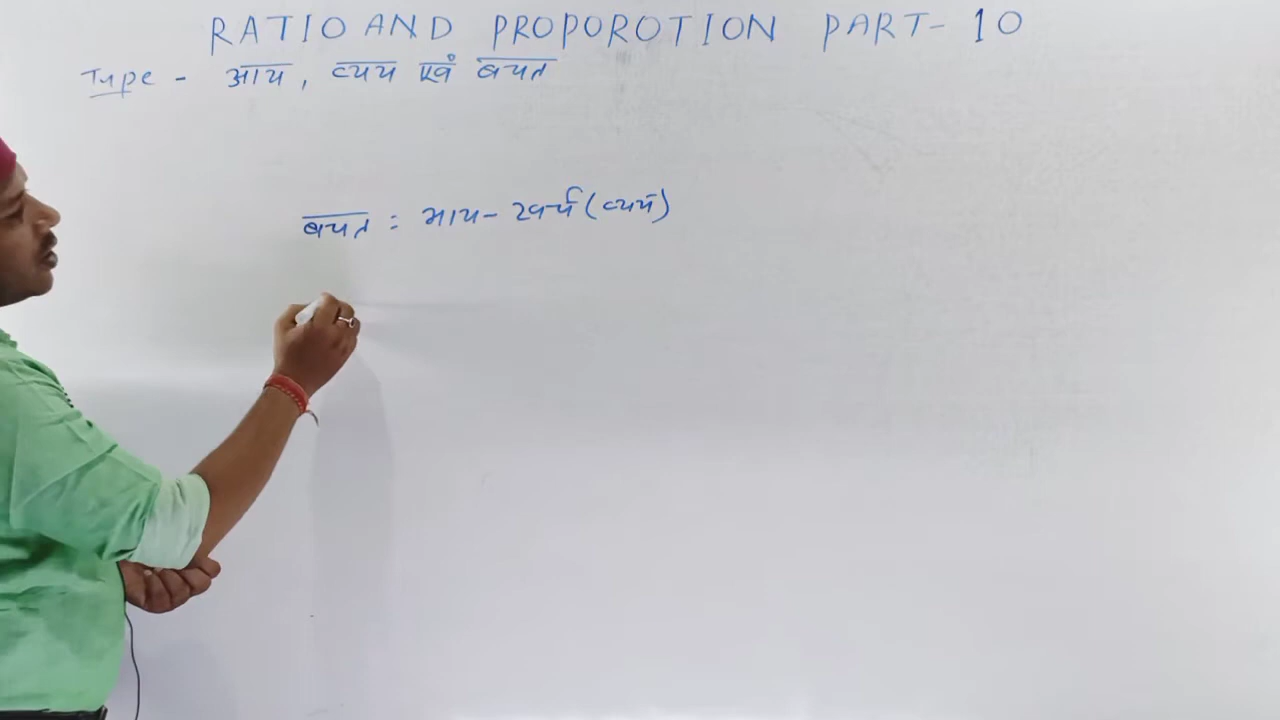 RATIO AND PROPOROTION PART- 10
Type - आय, व्यय एवं बचत
बचत = आय - खर्च (व्यय)